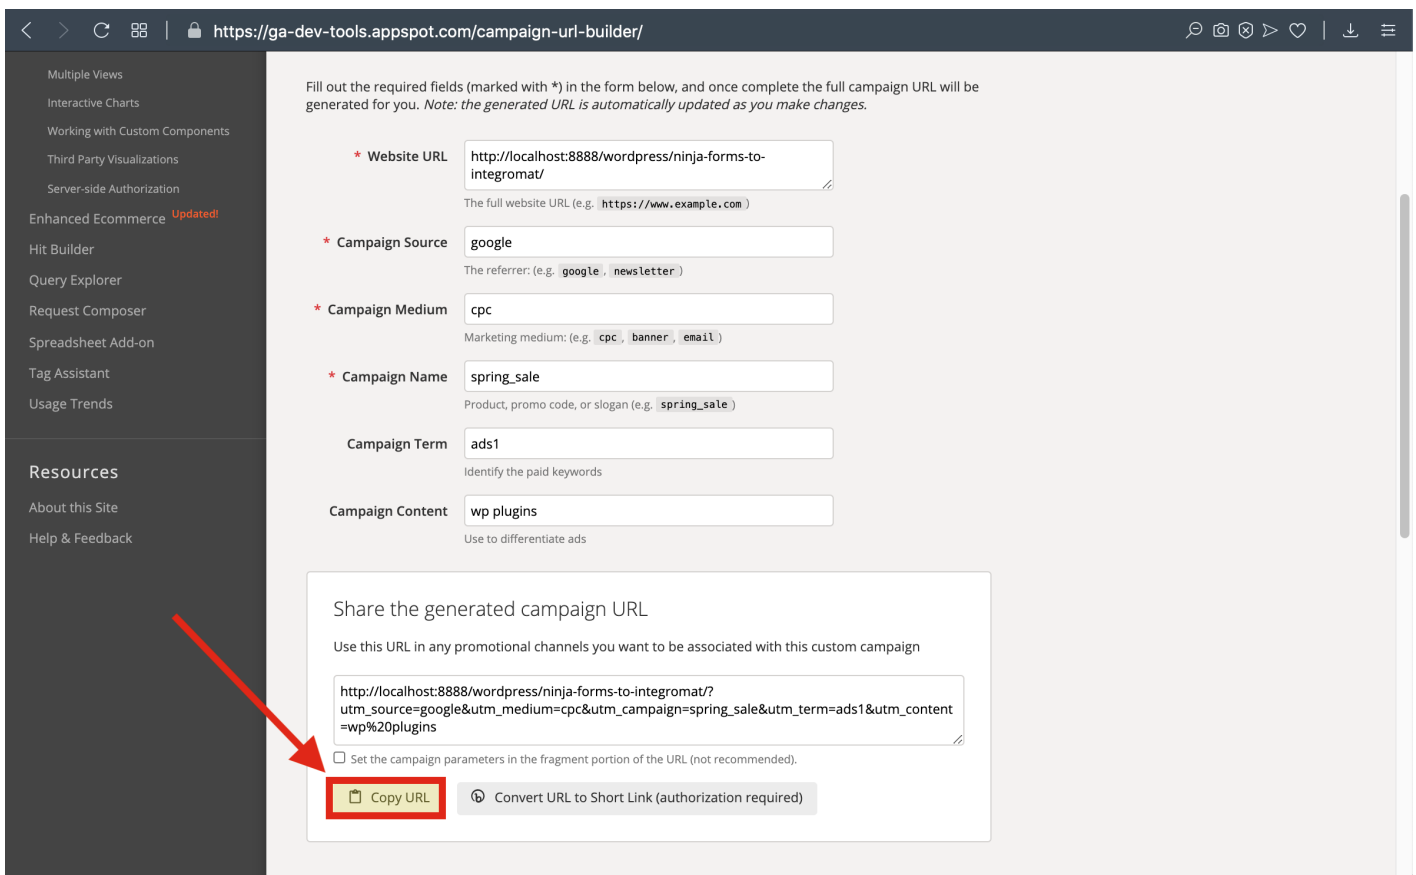 https://ga-dev-tools.appspot.com/campaign-url-builder/
Multiple Views
Interactive Charts
Working with Custom Components
Third Party Visualizations
Server-side Authorization
Enhanced Ecommerce Updated!
Hit Builder
Query Explorer
Request Composer
Spreadsheet Add-on
Tag Assistant
Usage Trends
Resources
About this Site
Help & Feedback
Fill out the required fields (marked with *) in the form below, and once complete the full campaign URL will be
generated for you. Note: the generated URL is automatically updated as you make changes.
* Website URL
http://localhost:8888/wordpress/ninja-forms-to-
integromat/
The full website URL (e.g. https://www.example.com )
* Campaign Source google
The referrer: (e.g. google , newsletter )
* Campaign Medium cpc
Marketing medium: (e.g. cpc , banner , email )
* Campaign Name spring_sale
Product, promo code, or slogan (e.g. spring_sale )
Campaign Term ads1
Identify the paid keywords
Campaign Content wp plugins
Use to differentiate ads
Share the generated campaign URL
Use this URL in any promotional channels you want to be associated with this custom campaign
http://localhost:8888/wordpress/ninja-forms-to-integromat/?
utm_source=google&utm_medium=cpc&utm_campaign=spring_sale&utm_term=ads1&utm_content
=wp%20plugins
Set the campaign parameters in the fragment portion of the URL (not recommended).
Copy URL
Convert URL to Short Link (authorization required)